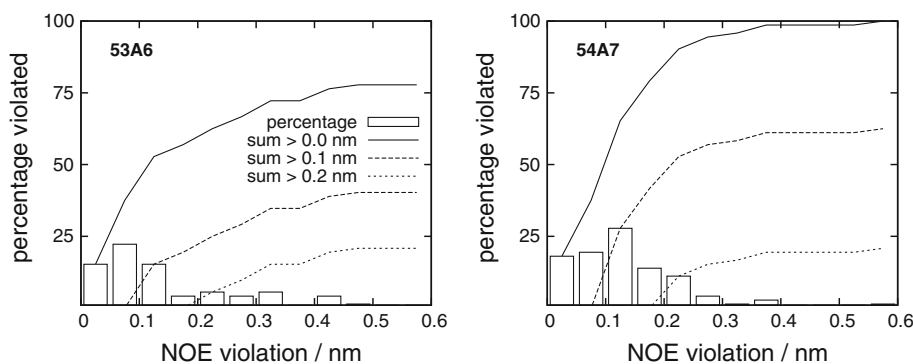 53A6
percentage violated
100
75
50
25
percentage
sum > 0.0 nm
sum > 0.1 nm
sum > 0.2 nm
0 0.1 0.2 0.3 0.4 0.5 0.6
NOE violation / nm
54A7
percentage violated
100
75
50
25
0 0.1 0.2 0.3 0.4 0.5 0.6
NOE violation / nm